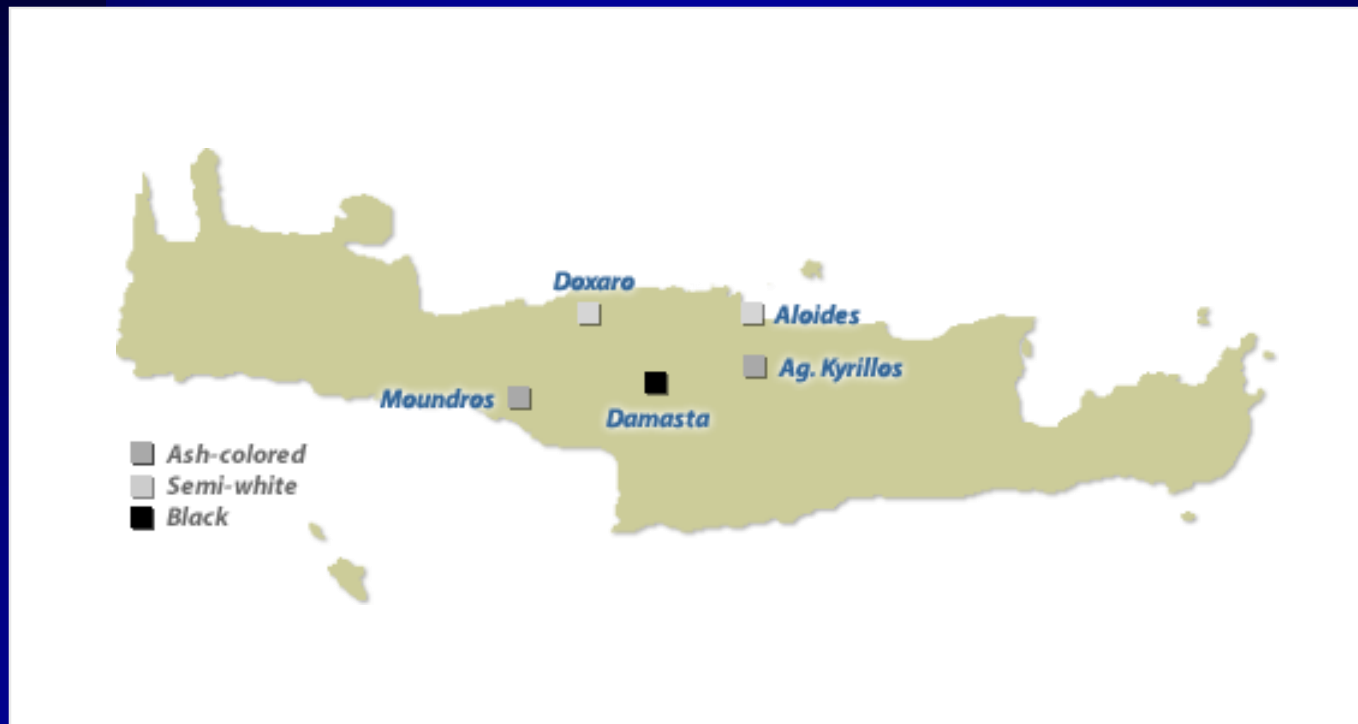 Doxaro
Aloides
Ag. Kyrillos
Moundros
Damasta
Ash-colored
Semi-white
Black